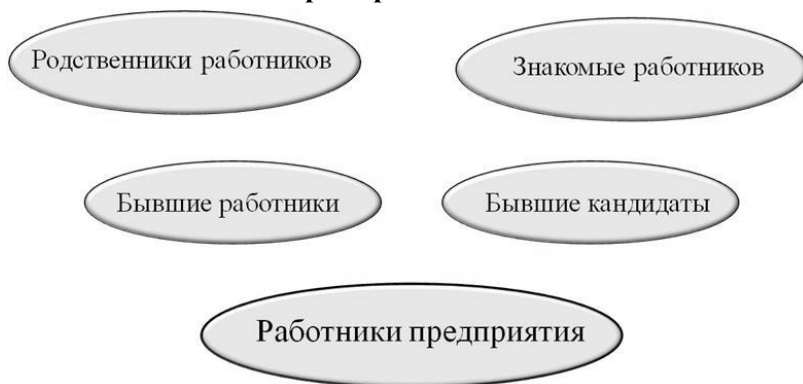 Родственники работников
Знакомые работников
Бывшие работники
Бывшие кандидаты
Работники предприятия